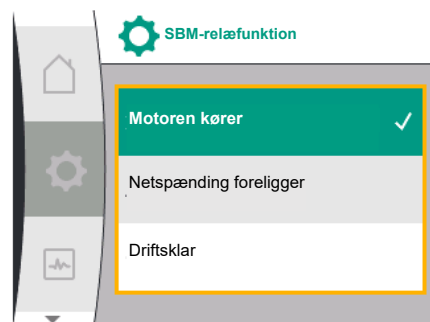 SBM-relæfunktion
Motoren kører
Netspænding foreligger
Driftsklar